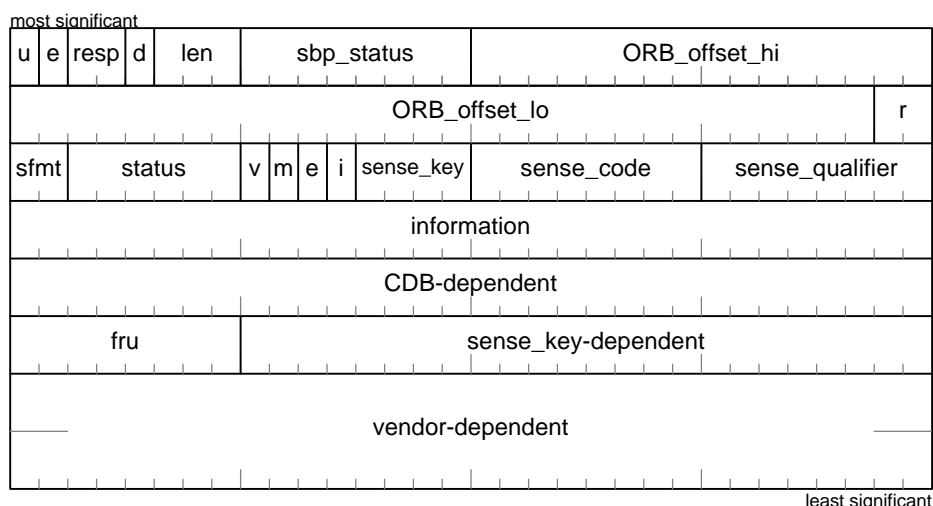 most significant
u e resp d len sbp_status ORB_offset_hi
ORB_offset_lo r
sfmt status v m e i sense_key sense_code sense_qualifier
information
CDB-dependent
fru sense_key-dependent
vendor-dependent
least significant